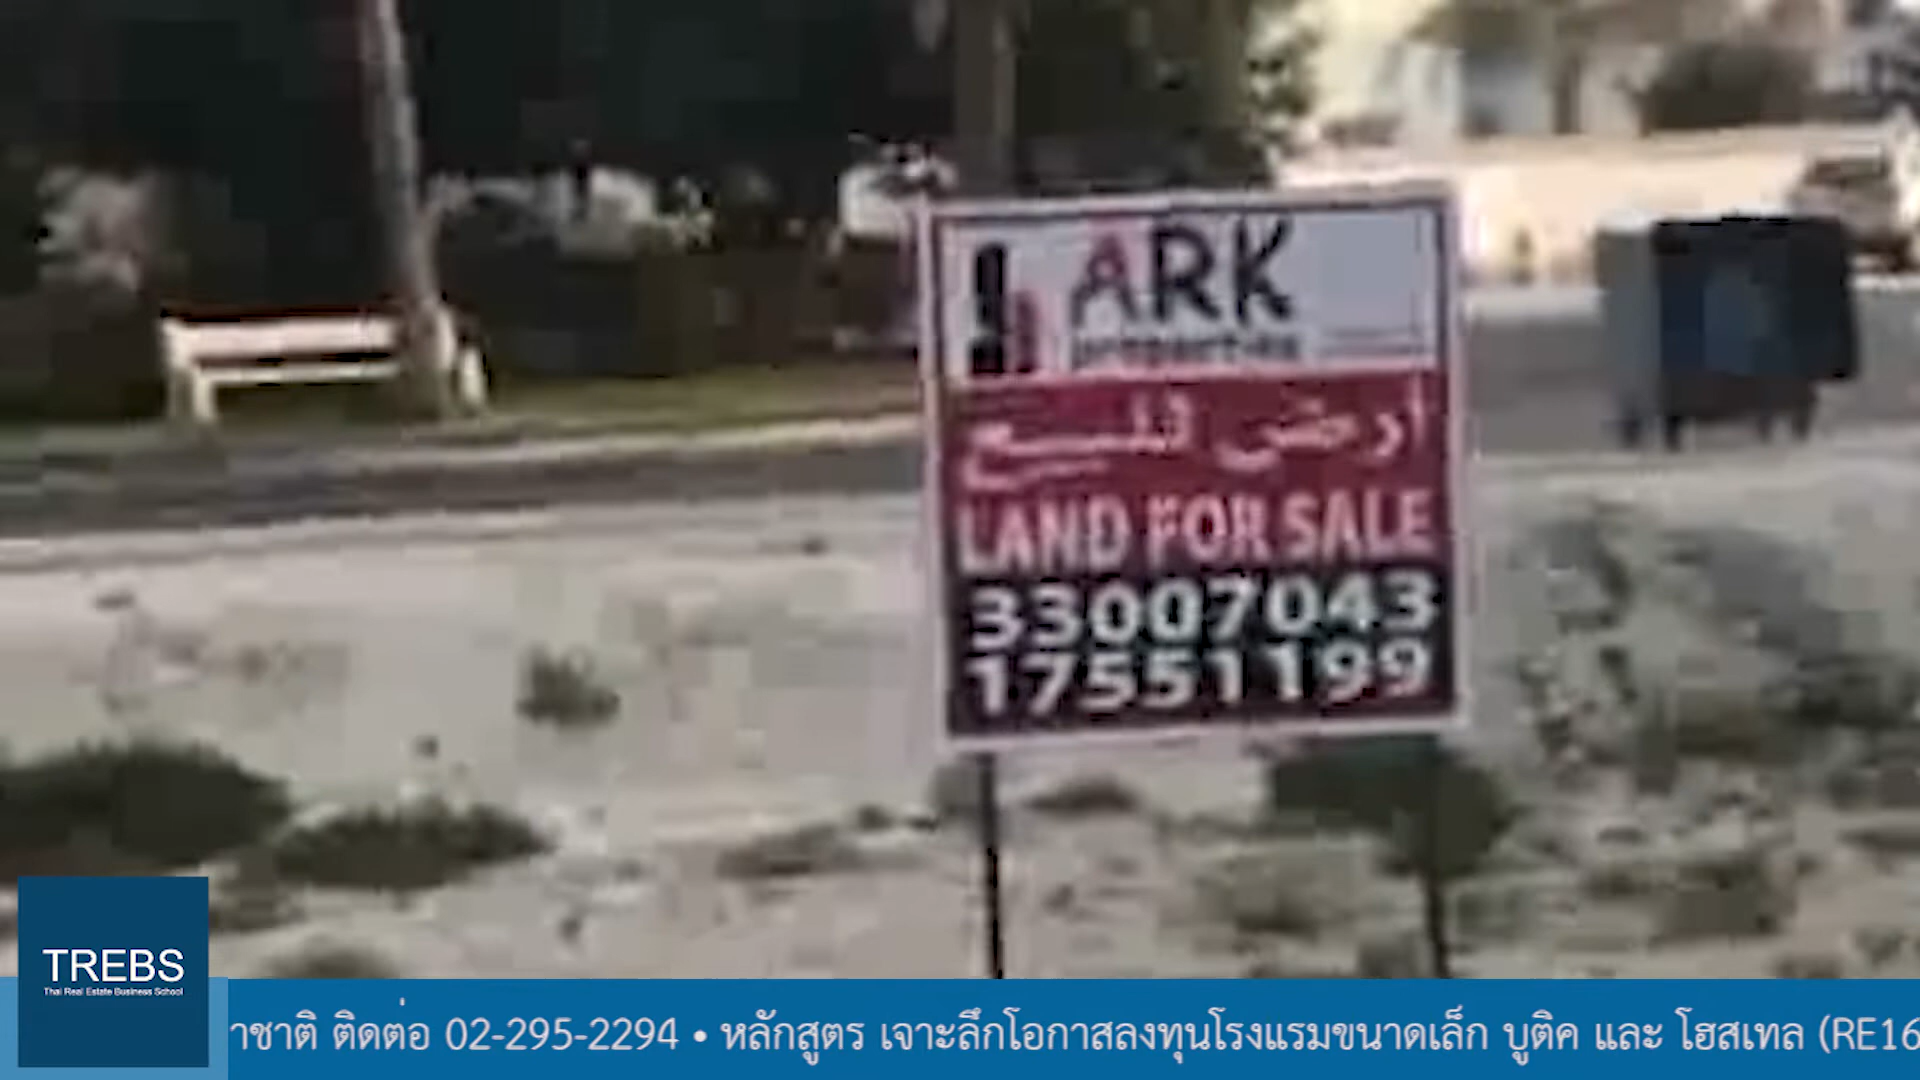 ARK
properties
أرض للبيع
LAND FOR SALE
33007043
17551199
TREBS
Thai Real Estate Business School
าชาติ ติดต่อ 02-295-2294 • หลักสูตร เจาะลึกโอกาสลงทุนโรงแรมขนาดเล็ก บูติค และ โฮสเทล (RE16